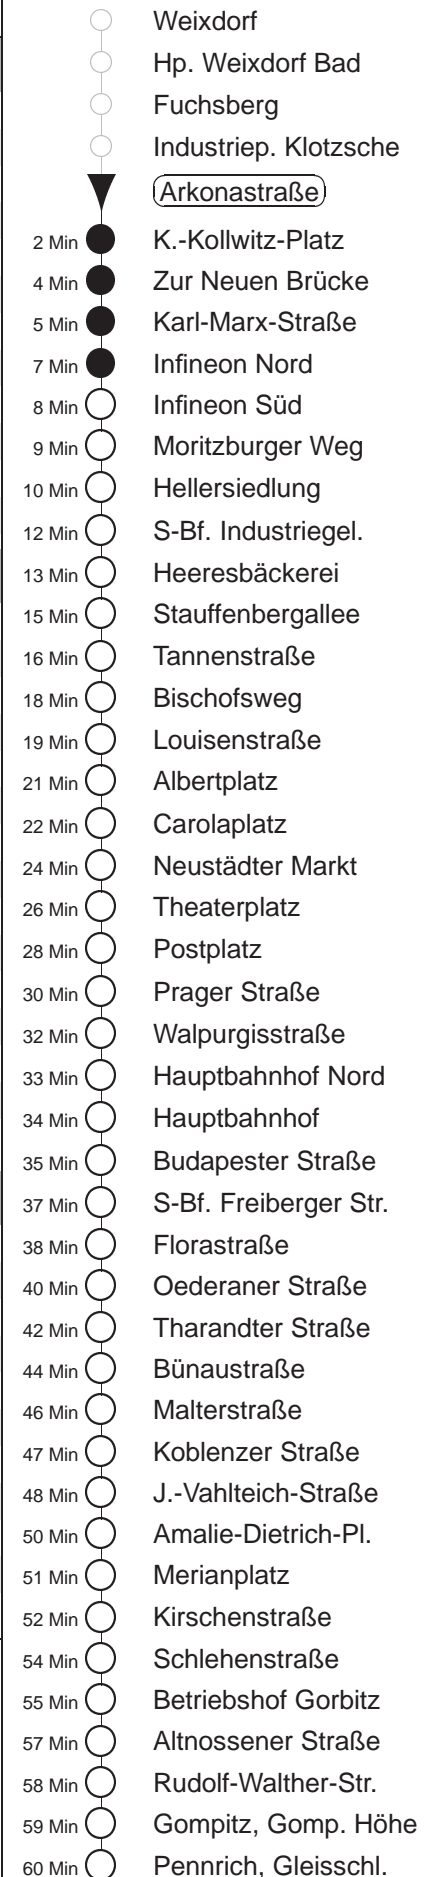 Weixdorf
Hp. Weixdorf Bad
Fuchsberg
Industriep. Klotzsche
Arkonastraße
2 Min K.-Kollwitz-Platz
4 Min Zur Neuen Brücke
5 Min Karl-Marx-Straße
7 Min Infineon Nord
8 Min Infineon Süd
9 Min Moritzburger Weg
10 Min Hellersiedlung
12 Min S-Bf. Industriegel.
13 Min Heeresbäckerei
15 Min Stauffenbergallee
16 Min Tannenstraße
18 Min Bischofsweg
19 Min Louisenstraße
21 Min Albertplatz
22 Min Carolaplatz
24 Min Neustädter Markt
26 Min Theaterplatz
28 Min Postplatz
30 Min Prager Straße
32 Min Walpurgisstraße
33 Min Hauptbahnhof Nord
34 Min Hauptbahnhof
35 Min Budapester Straße
37 Min S-Bf. Freiberger Str.
38 Min Florastraße
40 Min Oederaner Straße
42 Min Tharandter Straße
44 Min Bünaustraße
46 Min Malterstraße
47 Min Koblenzer Straße
48 Min J.-Vahlteich-Straße
50 Min Amalie-Dietrich-Pl.
51 Min Merianplatz
52 Min Kirschenstraße
54 Min Schlehenstraße
55 Min Betriebshof Gorbitz
57 Min Altnossener Straße
58 Min Rudolf-Walther-Str.
59 Min Gompitz, Gomp. Höhe
60 Min Pennrich, Gleisschl.